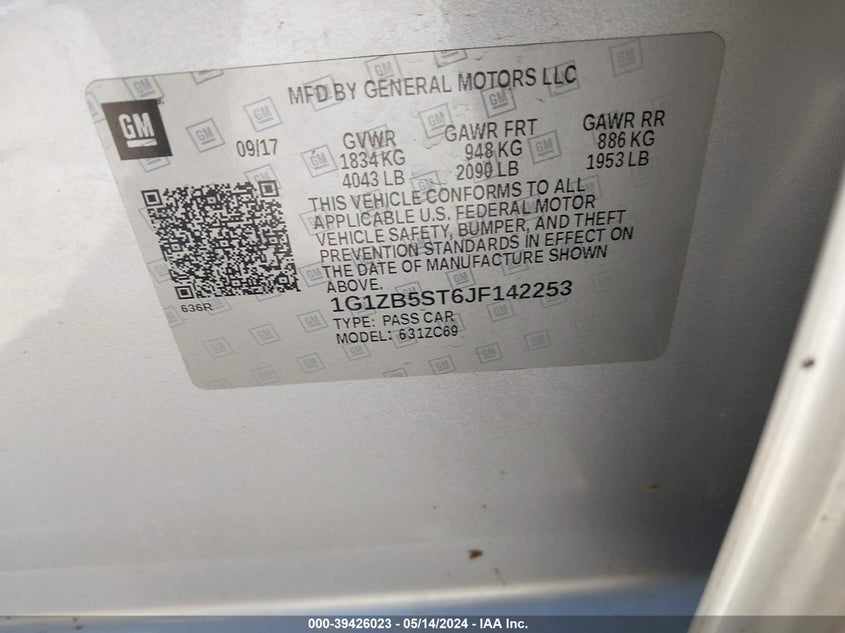 MFD BY GENERAL MOTORS LLC
GM
09/17
GVWR GAWR FRT GAWR RR
1834 KG 948 KG 886 KG
4043 LB 2090 LB 1953 LB
THIS VEHICLE CONFORMS TO ALL
APPLICABLE U.S. FEDERAL MOTOR
VEHICLE SAFETY, BUMPER, AND THEFT
PREVENTION STANDARDS IN EFFECT ON
THE DATE OF MANUFACTURE SHOWN
ABOVE.
636R
1G1ZB5ST6JF142253
TYPE: PASS CAR
MODEL: 631ZC69
000-39426023 - 05/14/2024 - IAA Inc.